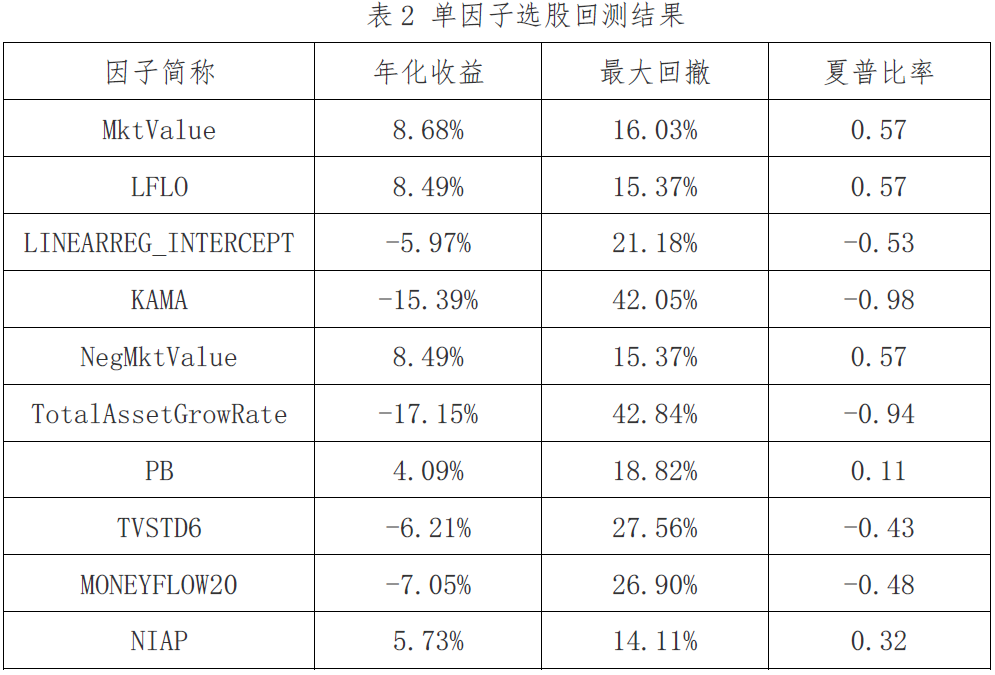 表2 单因子选股回测结果
因子简称 年化收益 最大回撤 夏普比率
MktValue 8.68% 16.03% 0.57
LFLO 8.49% 15.37% 0.57
LINEARREG_INTERCEPT -5.97% 21.18% -0.53
KAMA -15.39% 42.05% -0.98
NegMktValue 8.49% 15.37% 0.57
TotalAssetGrowRate -17.15% 42.84% -0.94
PB 4.09% 18.82% 0.11
TVSTD6 -6.21% 27.56% -0.43
MONEYFLOW20 -7.05% 26.90% -0.48
NIAP 5.73% 14.11% 0.32